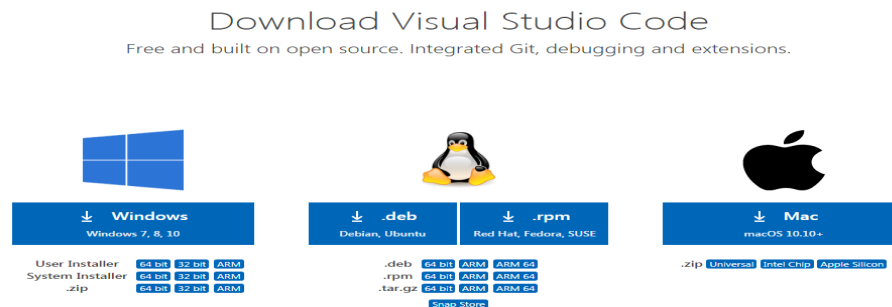 Download Visual Studio Code
Free and built on open source. Integrated Git, debugging and extensions.
Windows
Windows 7, 8, 10
User Installer 64 bit 32 bit ARM
System Installer 64 bit 32 bit ARM
.zip 64 bit 32 bit ARM
.deb
Debian, Ubuntu
.rpm
Red Hat, Fedora, SUSE
.deb 64 bit ARM ARM 64
.rpm 64 bit ARM ARM 64
.tar.gz 64 bit ARM ARM 64
Snap Store
Mac
macOS 10.10+
.zip Universal Intel Chip Apple Silicon